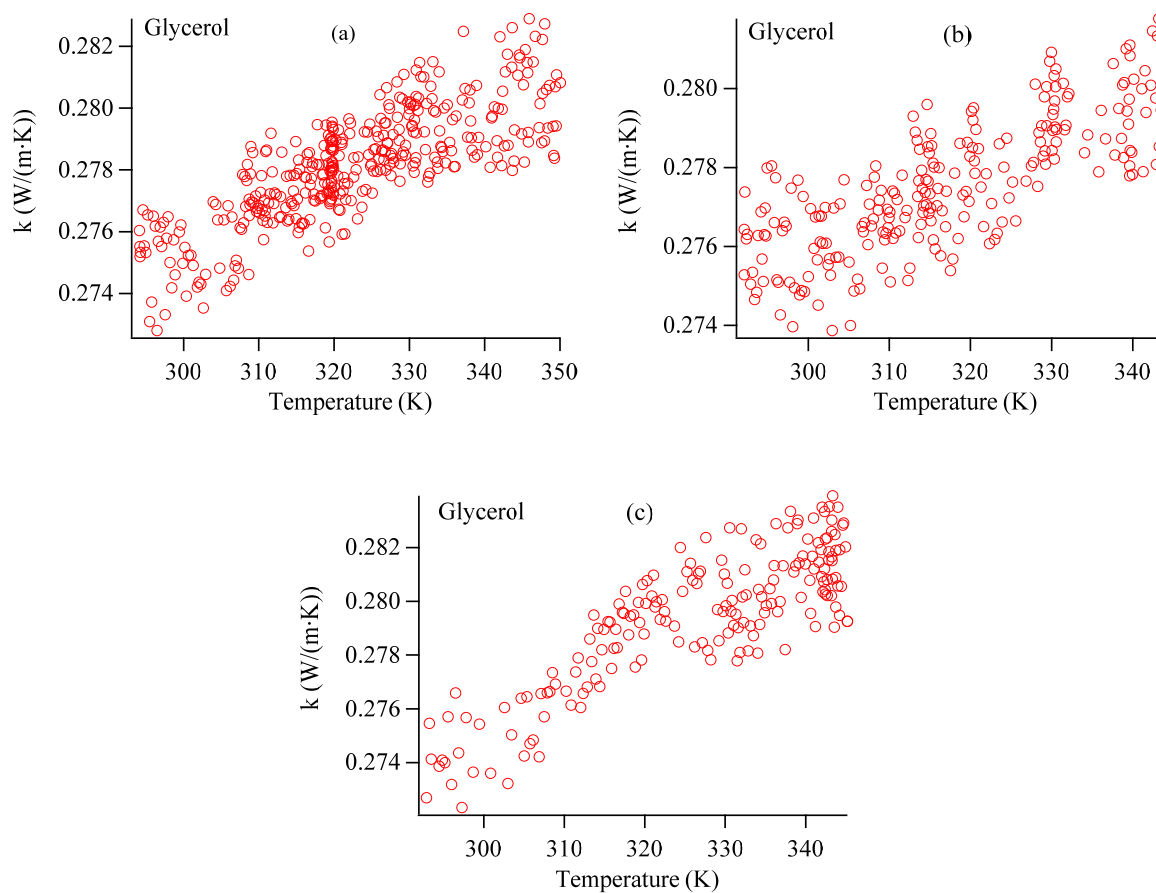 Glycerol (a)
0.282
0.280
0.278
0.276
0.274
k (W/(m·K))
300 310 320 330 340 350
Temperature (K)
Glycerol (b)
0.280
0.278
0.276
0.274
k (W/(m·K))
300 310 320 330 340
Temperature (K)
Glycerol (c)
0.282
0.280
0.278
0.276
0.274
k (W/(m·K))
300 310 320 330 340
Temperature (K)